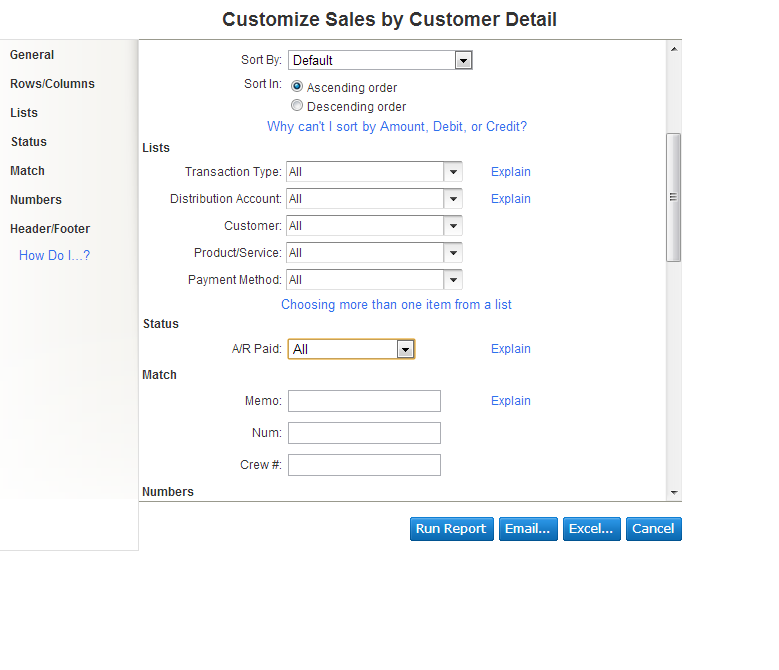 Customize Sales by Customer Detail
General
Rows/Columns
Lists
Status
Match
Numbers
Header/Footer
How Do I...?
Sort By: Default
Sort In: Ascending order
Descending order
Why can't I sort by Amount, Debit, or Credit?
Lists
Transaction Type: All Explain
Distribution Account: All Explain
Customer: All
Product/Service: All
Payment Method: All
Choosing more than one item from a list
Status
A/R Paid: All Explain
Match
Memo: Explain
Num:
Crew #:
Numbers
Run Report Email... Excel... Cancel